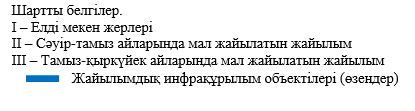 Шартты белгілер.
I – Елді мекен жерлері
II – Сәуір-тамыз айларында мал жайылатын жайылым
III – Тамыз-қыркүйек айларында мал жайылатын жайылым
Жайылымдық инфрақұрылым объектілері (өзендер)